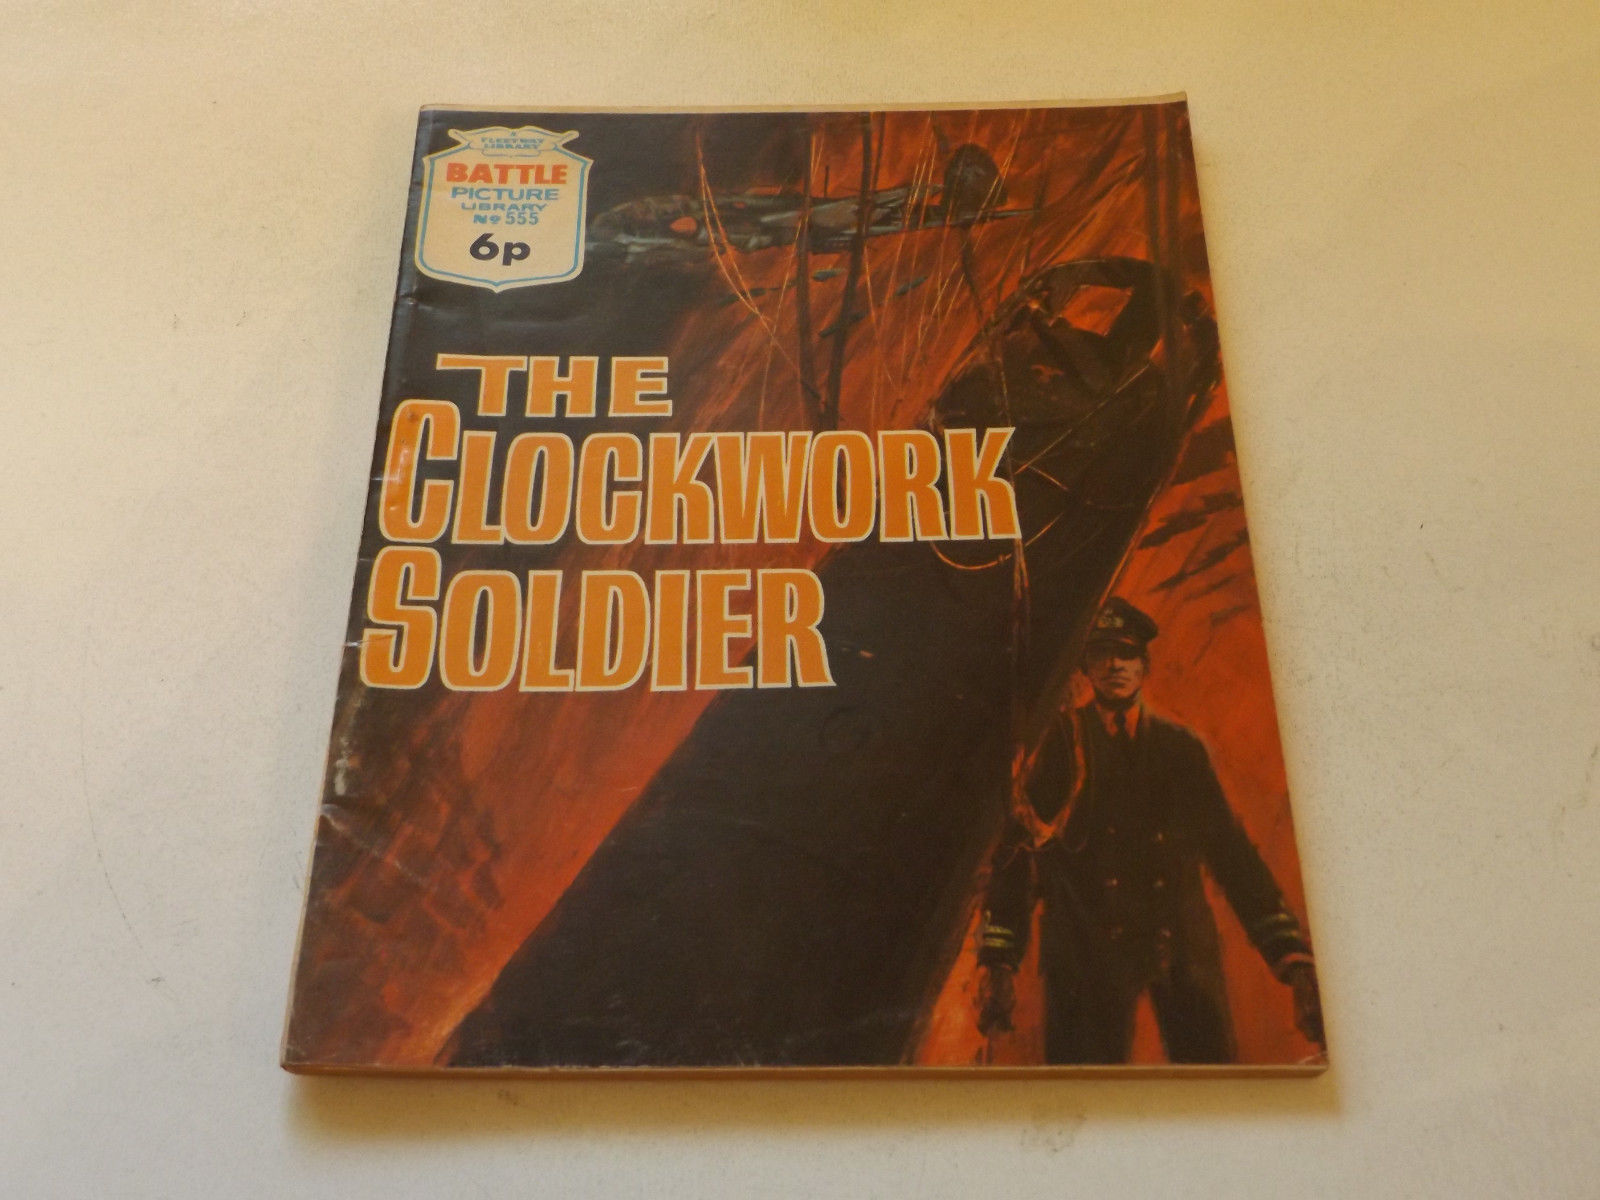 A
FLEETWAY
LIBRARY
BATTLE
PICTURE
LIBRARY
Nº 555
6p
THE
CLOCKWORK
SOLDIER